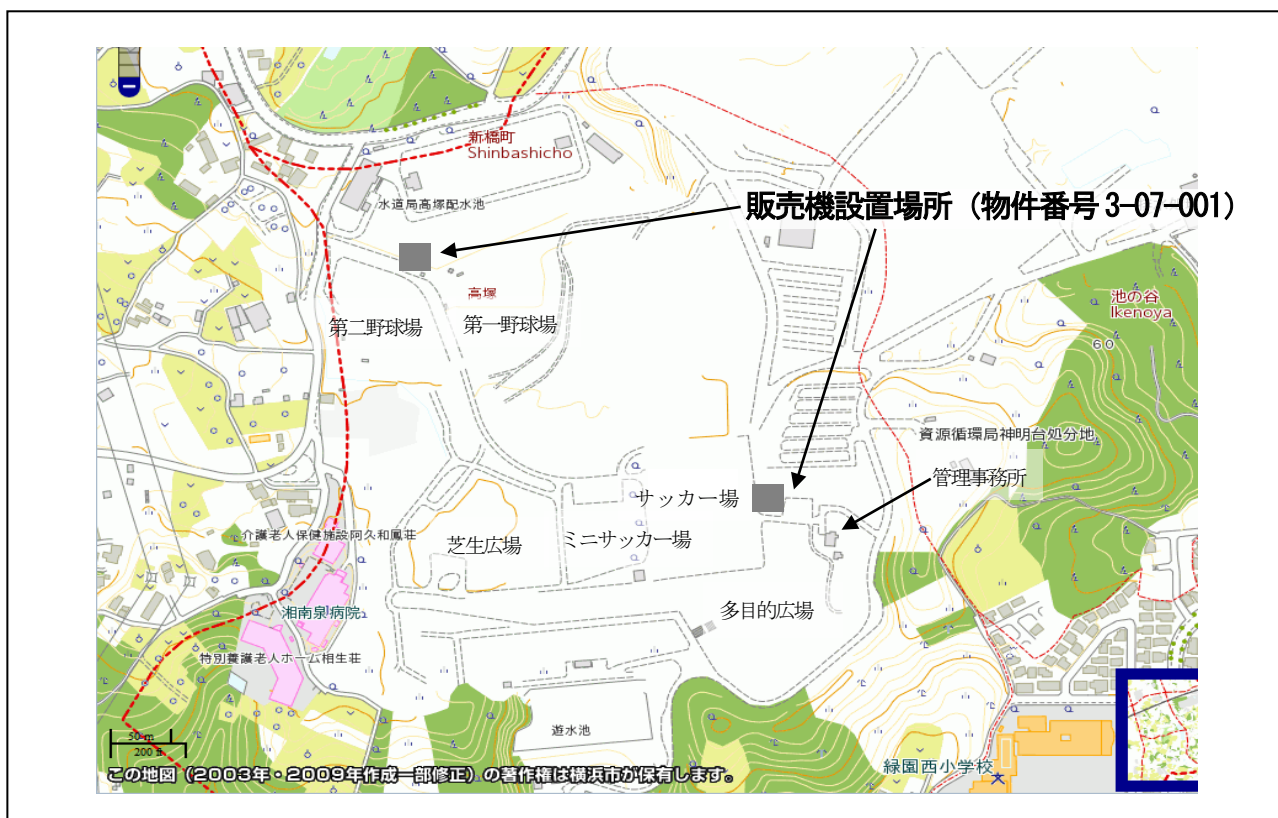 新橋町
Shinbashicho
水道局高塚配水池
販売機設置場所（物件番号 3-07-001）
高塚
池の谷
Ikenoya
第二野球場
第一野球場
60
資源循環局神明台処分地
管理事務所
サッカー場
介護老人保健施設阿久和鳳荘
芝生広場
ミニサッカー場
湘南泉病院
多目的広場
特別養護老人ホーム相生荘
遊水池
50 m
200 ft
緑園西小学校
この地図（2003年・2009年作成一部修正）の著作権は横浜市が保有します。